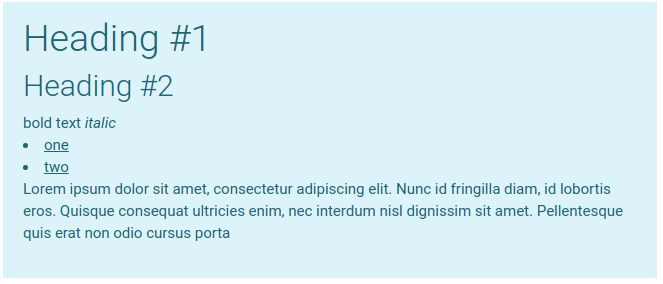 Heading #1
Heading #2
bold text italic
• one
• two
Lorem ipsum dolor sit amet, consectetur adipiscing elit. Nunc id fringilla diam, id lobortis
eros. Quisque consequat ultricies enim, nec interdum nisl dignissim sit amet. Pellentesque
quis erat non odio cursus porta